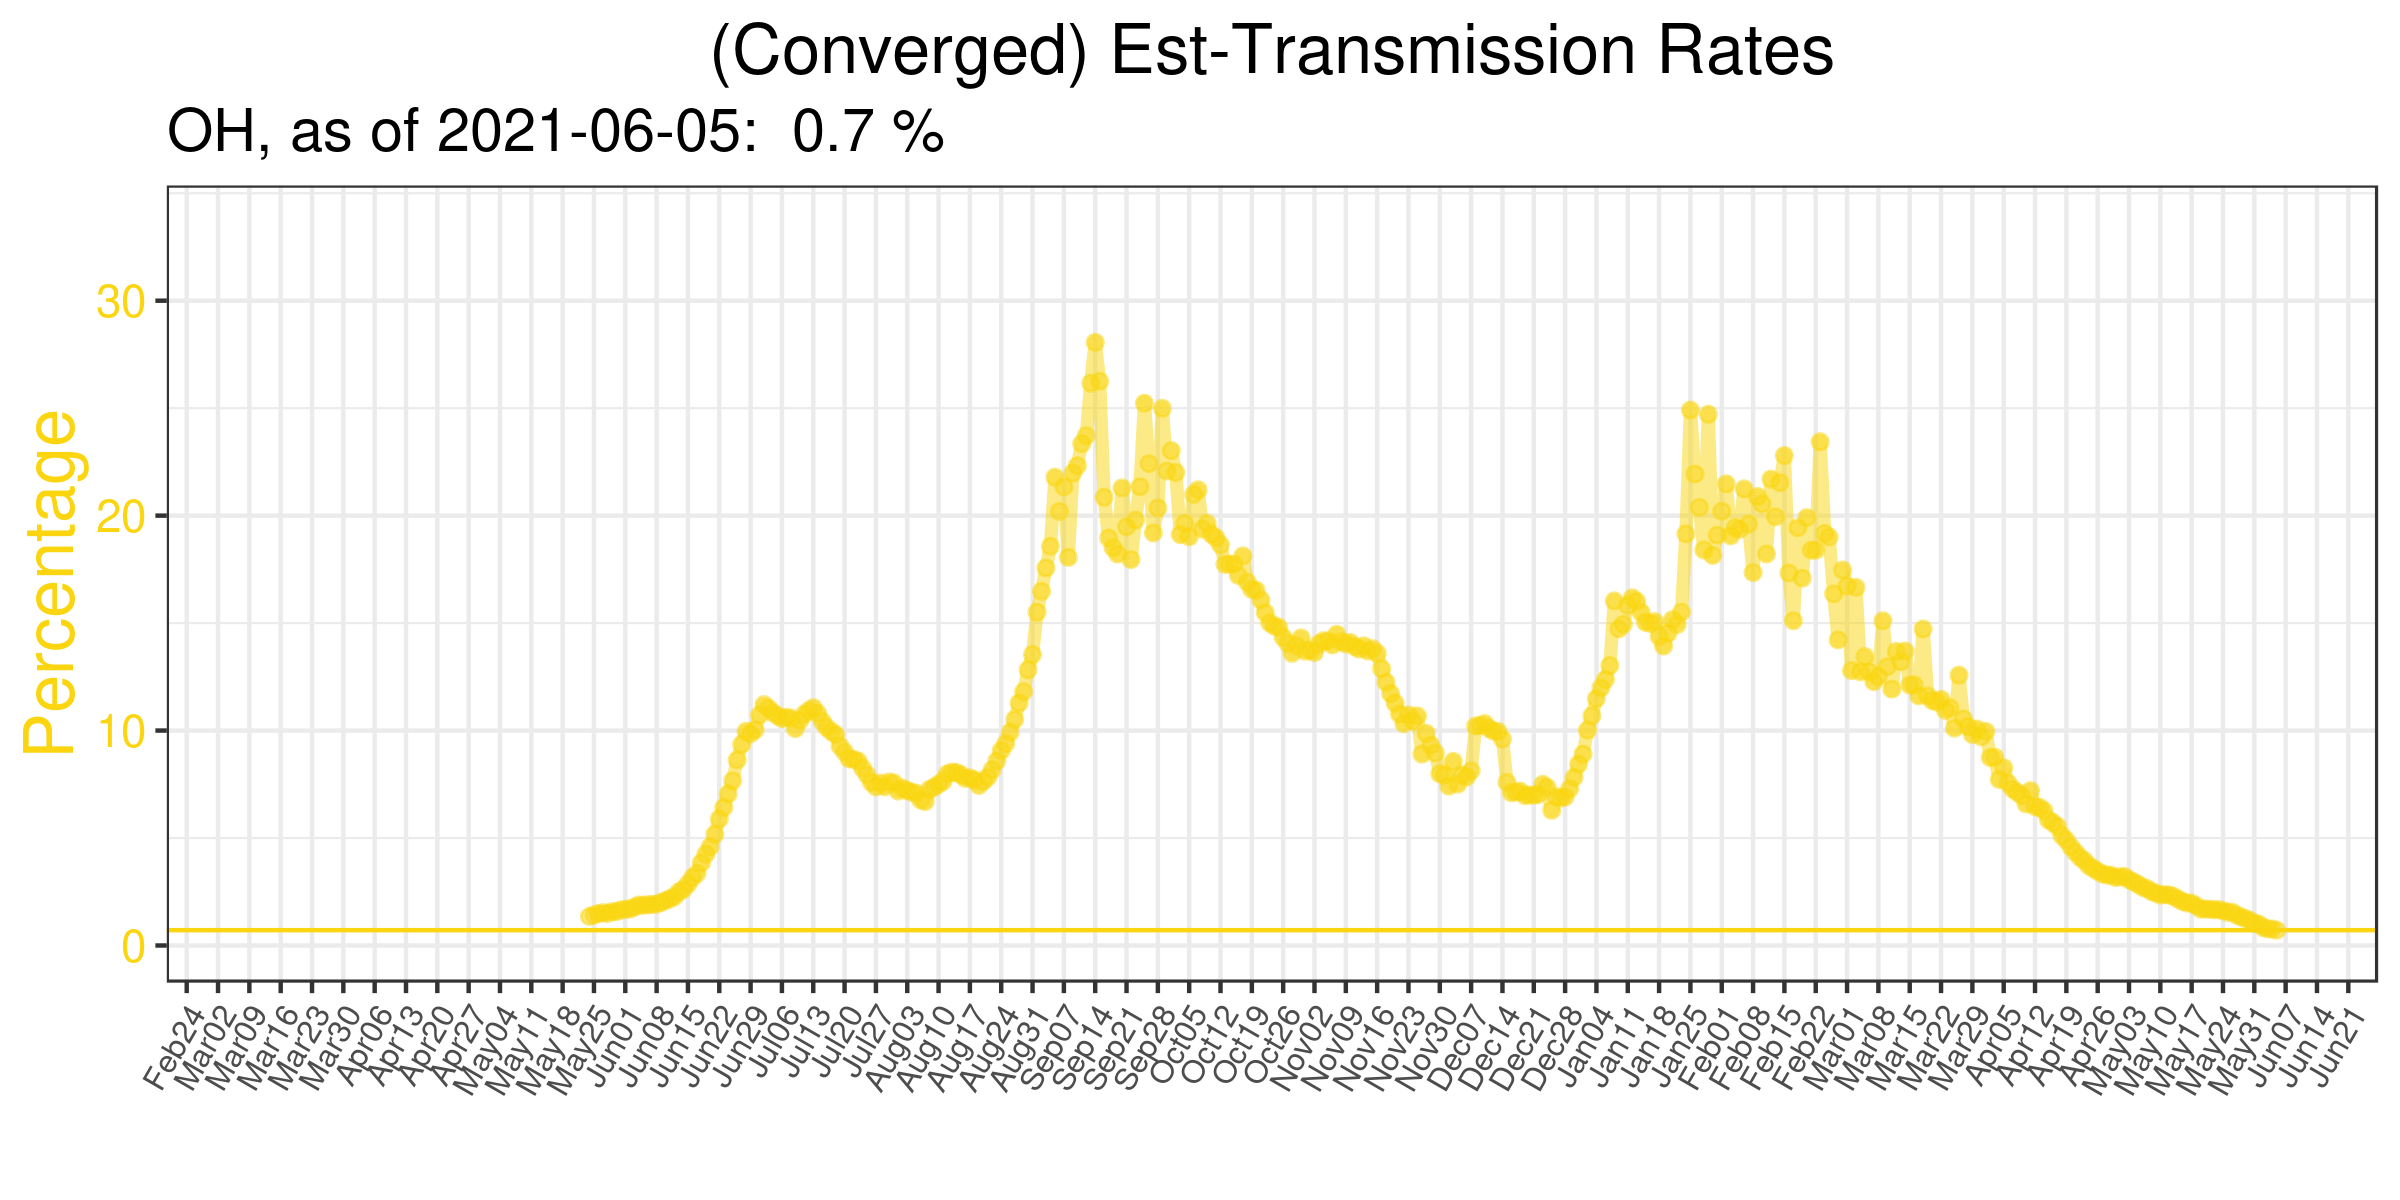 (Converged) Est-Transmission Rates
OH, as of 2021-06-05:  0.7 %
Percentage
30
20
10
0
Feb24
Mar02
Mar09
Mar16
Mar23
Mar30
Apr06
Apr13
Apr20
Apr27
May04
May11
May18
May25
Jun01
Jun08
Jun15
Jun22
Jun29
Jul06
Jul13
Jul20
Jul27
Aug03
Aug10
Aug17
Aug24
Aug31
Sep07
Sep14
Sep21
Sep28
Oct05
Oct12
Oct19
Oct26
Nov02
Nov09
Nov16
Nov23
Nov30
Dec07
Dec14
Dec21
Dec28
Jan04
Jan11
Jan18
Jan25
Feb01
Feb08
Feb15
Feb22
Mar01
Mar08
Mar15
Mar22
Mar29
Apr05
Apr12
Apr19
Apr26
May03
May10
May17
May24
May31
Jun07
Jun14
Jun21